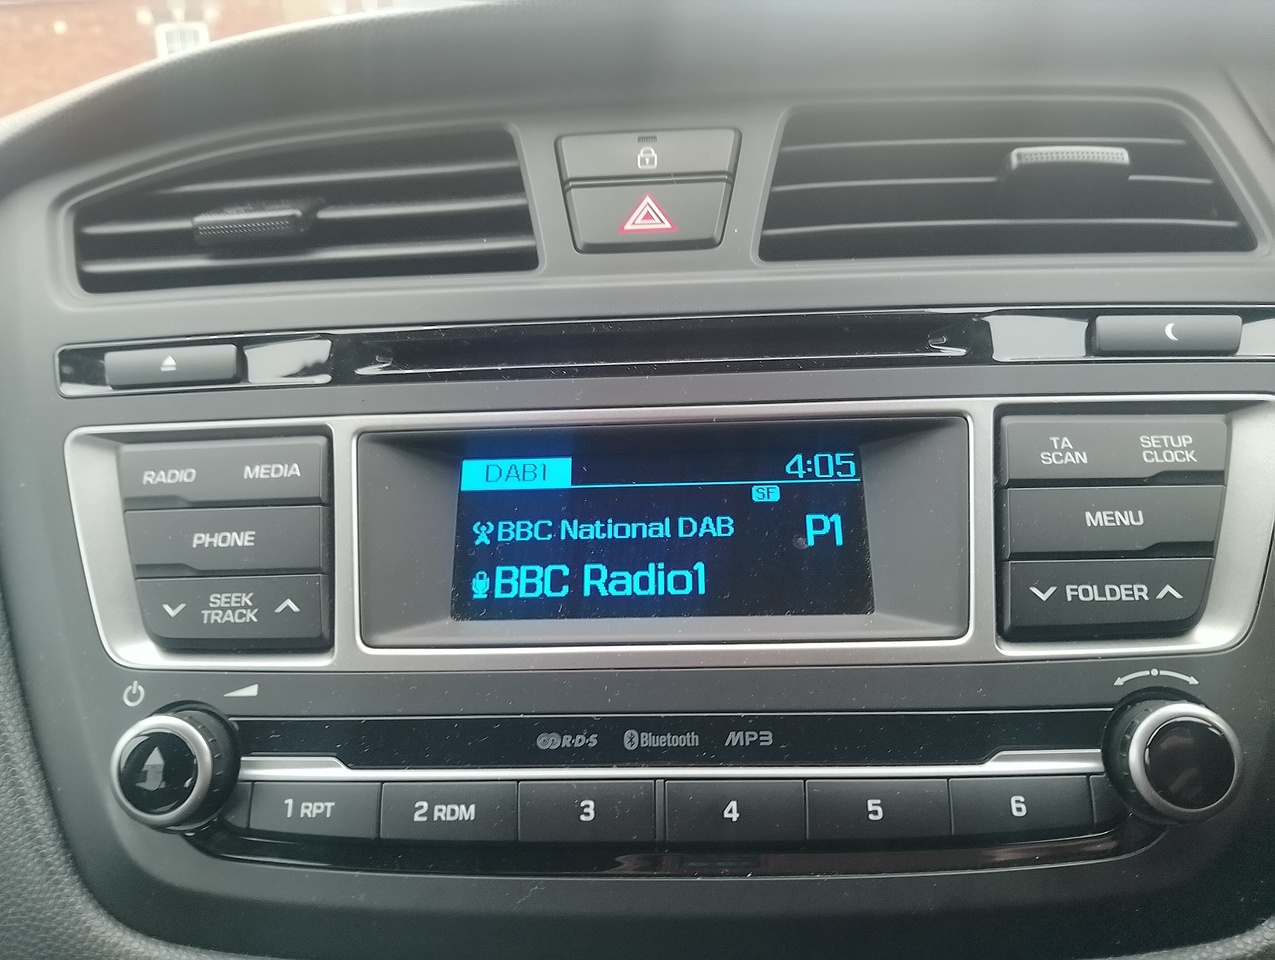 RADIO MEDIA
PHONE
SEEK
TRACK
DAB1 4:05
SF
BBC National DAB P1
BBC Radio1
TA
SCAN
SETUP
CLOCK
MENU
FOLDER
R·D·S Bluetooth MP3
1 RPT 2 RDM 3 4 5 6